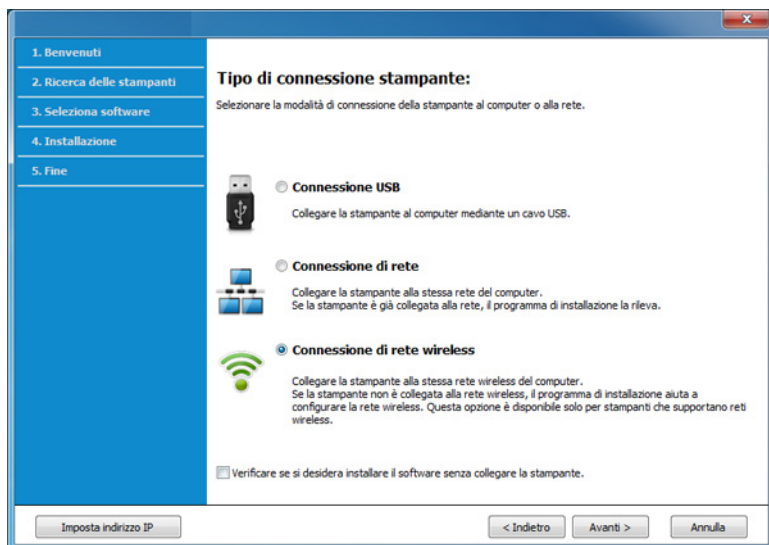 1. Benvenuti
2. Ricerca delle stampanti
3. Seleziona software
4. Installazione
5. Fine
Tipo di connessione stampante:
Selezionare la modalità di connessione della stampante al computer o alla rete.
Connessione USB
Collegare la stampante al computer mediante un cavo USB.
Connessione di rete
Collegare la stampante alla stessa rete del computer.
Se la stampante è già collegata alla rete, il programma di installazione la rileva.
Connessione di rete wireless
Collegare la stampante alla stessa rete wireless del computer.
Se la stampante non è collegata alla rete wireless, il programma di installazione aiuta a
configurare la rete wireless. Questa opzione è disponibile solo per stampanti che supportano reti
wireless.
Verificare se si desidera installare il software senza collegare la stampante.
Imposta indirizzo IP
< Indietro
Avanti >
Annulla